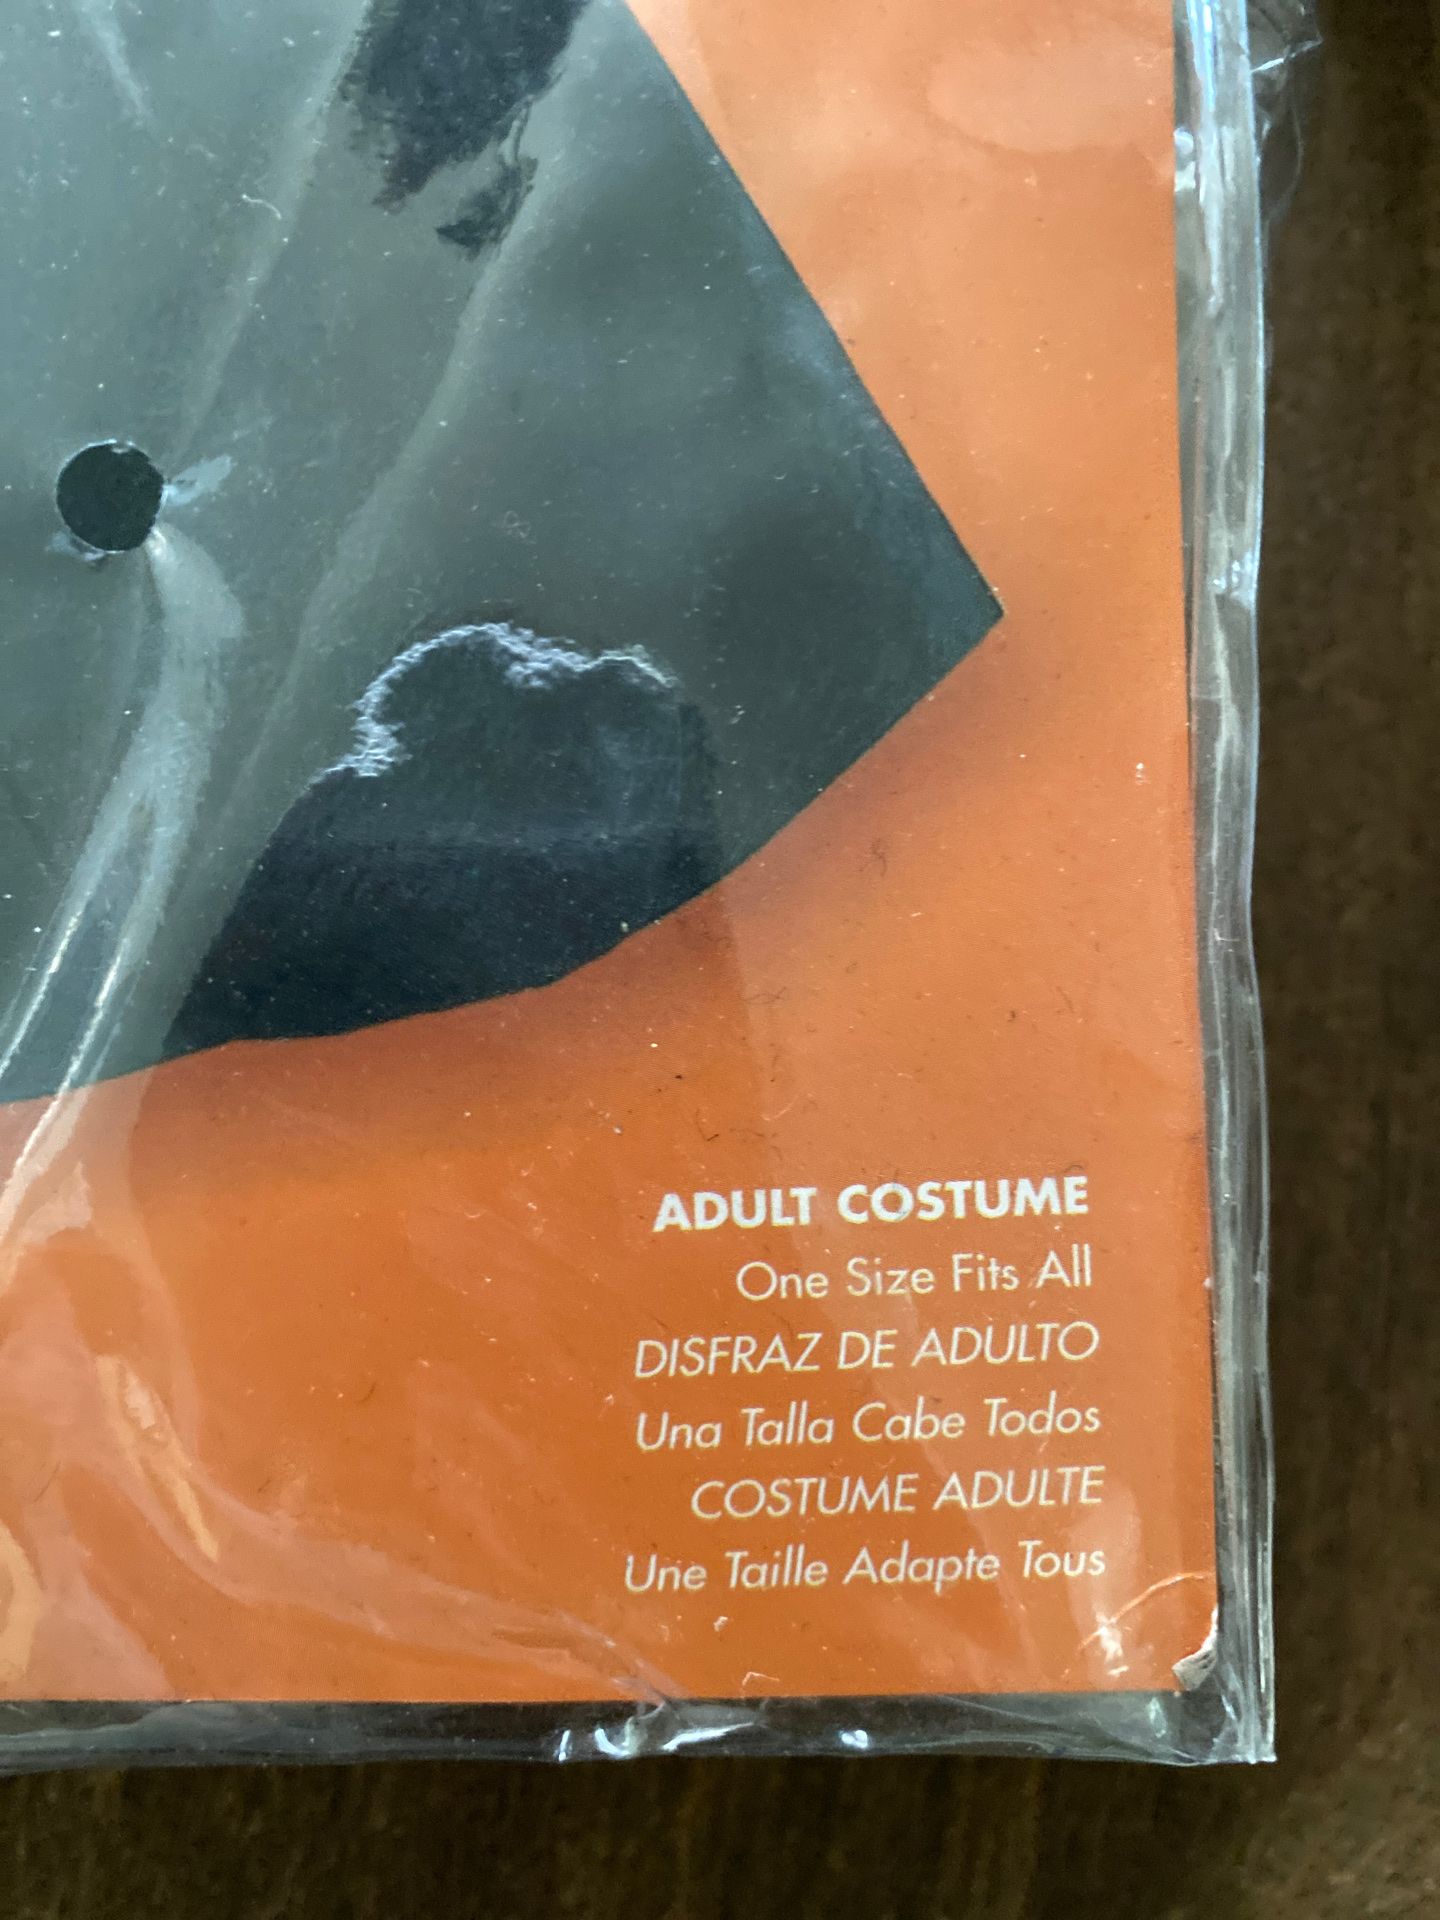 ADULT COSTUME
One Size Fits All
DISFRAZ DE ADULTO
Una Talla Cabe Todos
COSTUME ADULTE
Une Taille Adapte Tous